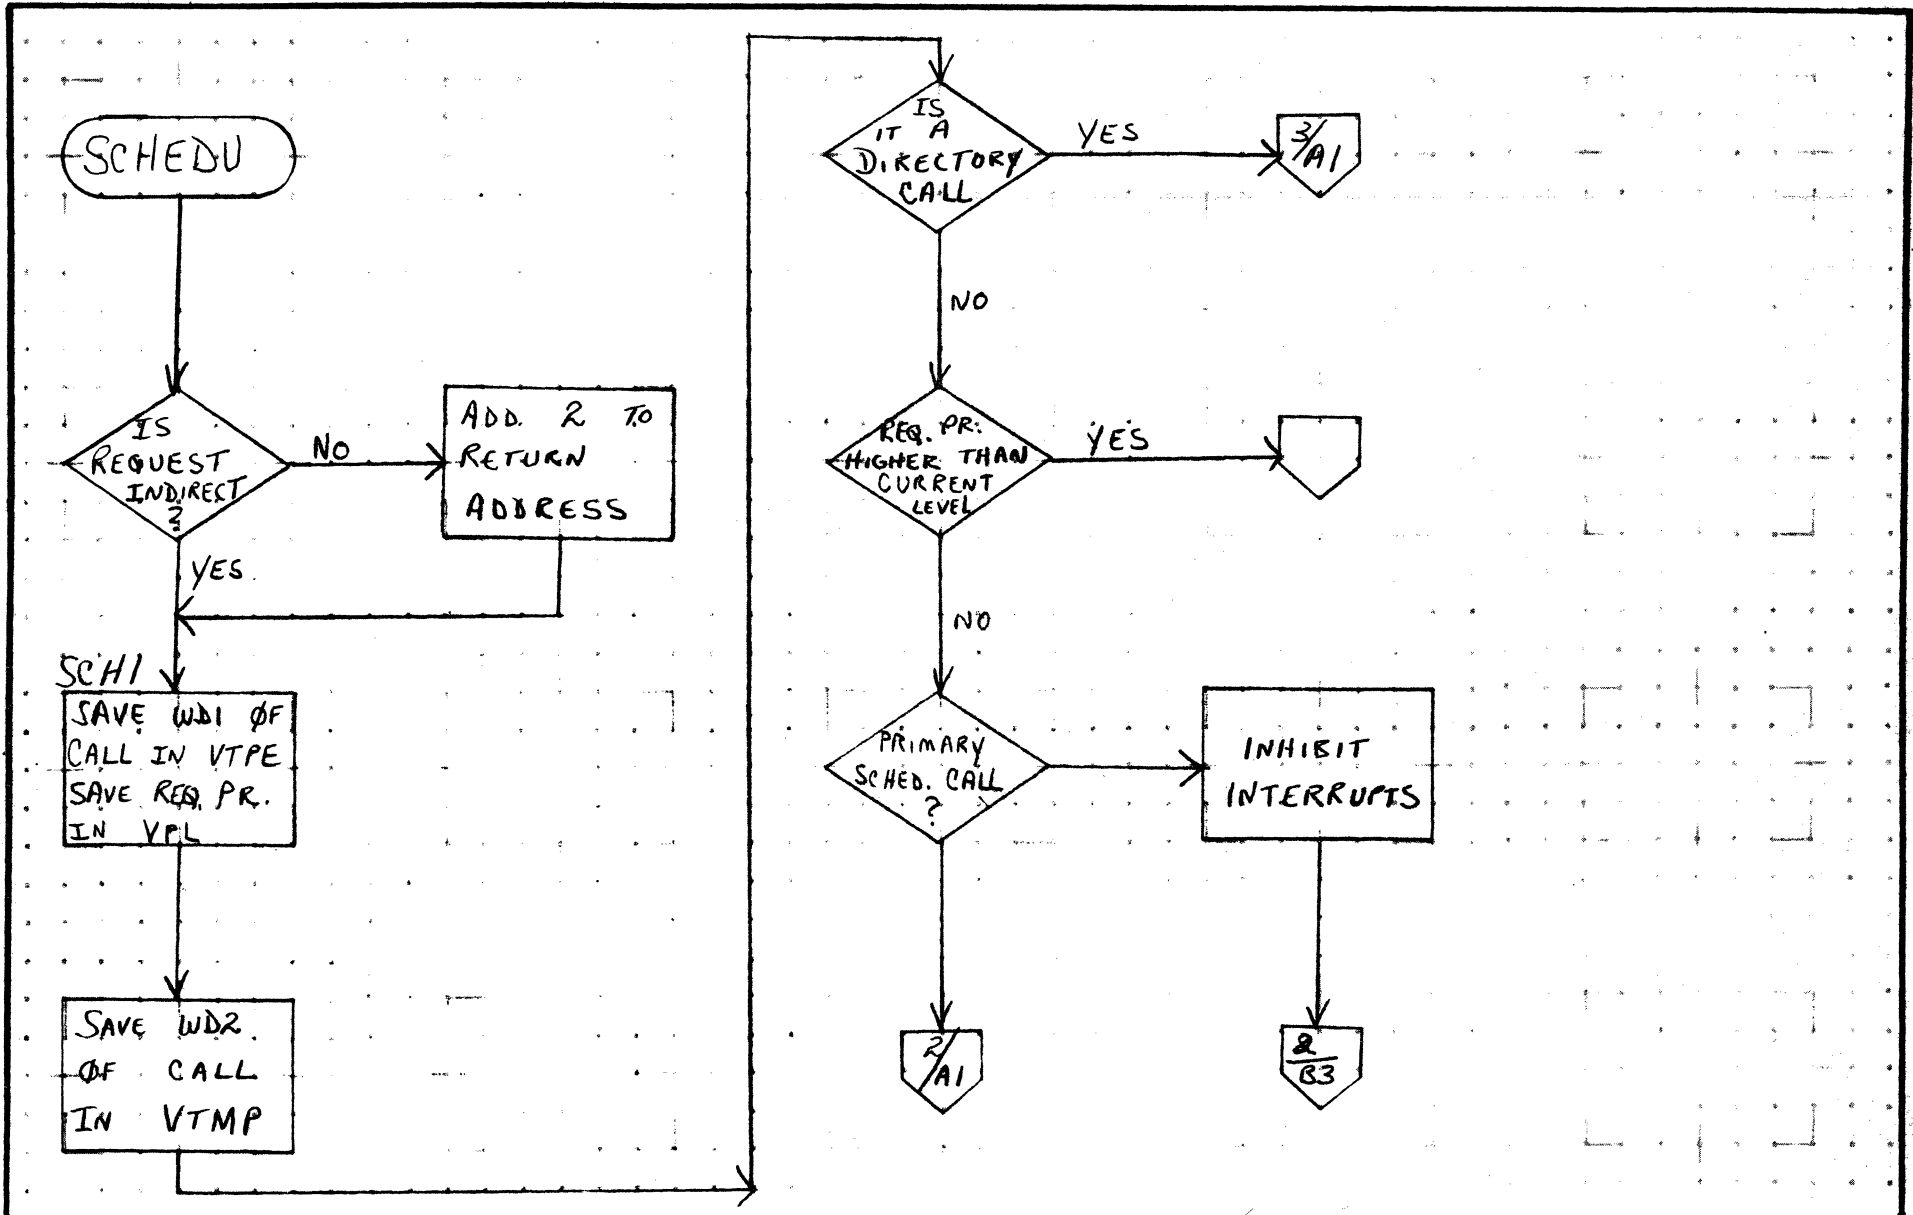 SCHEDU
IS
REQUEST
INDIRECT
?
NO
ADD. 2 TO
RETURN
ADDRESS
YES
SCH1
SAVE WD1 ØF
CALL IN VTPE
SAVE REQ. PR.
IN VPL
SAVE WD2
ØF CALL
IN VTMP
IS
IT A
DIRECTORY
CALL
YES
3/A1
NO
REQ. PR.
HIGHER THAN
CURRENT
LEVEL
YES
NO
PRIMARY
SCHED. CALL
?
INHIBIT
INTERRUPTS
2/A1
2
B3